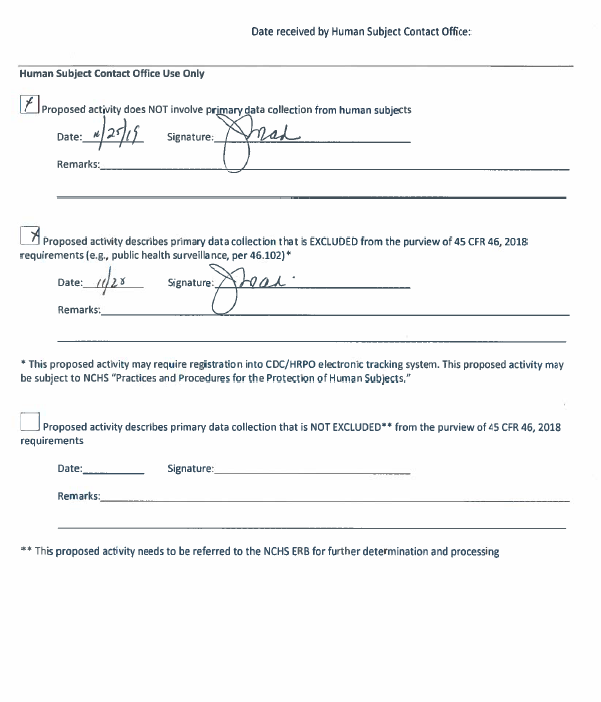 Date received by Human Subject Contact Office:
Human Subject Contact Office Use Only
Proposed activity does NOT involve primary data collection from human subjects
Date: 11/25/19 Signature:
Remarks:
Proposed activity describes primary data collection that is EXCLUDED from the purview of 45 CFR 46, 2018
requirements (e.g., public health surveillance, per 46.102)*
Date: 11/25 Signature:
Remarks:
* This proposed activity may require registration into CDC/HRPO electronic tracking system. This proposed activity may
be subject to NCHS "Practices and Procedures for the Protection of Human Subjects."
Proposed activity describes primary data collection that is NOT EXCLUDED** from the purview of 45 CFR 46, 2018
requirements
Date: Signature:
Remarks:
** This proposed activity needs to be referred to the NCHS ERB for further determination and processing